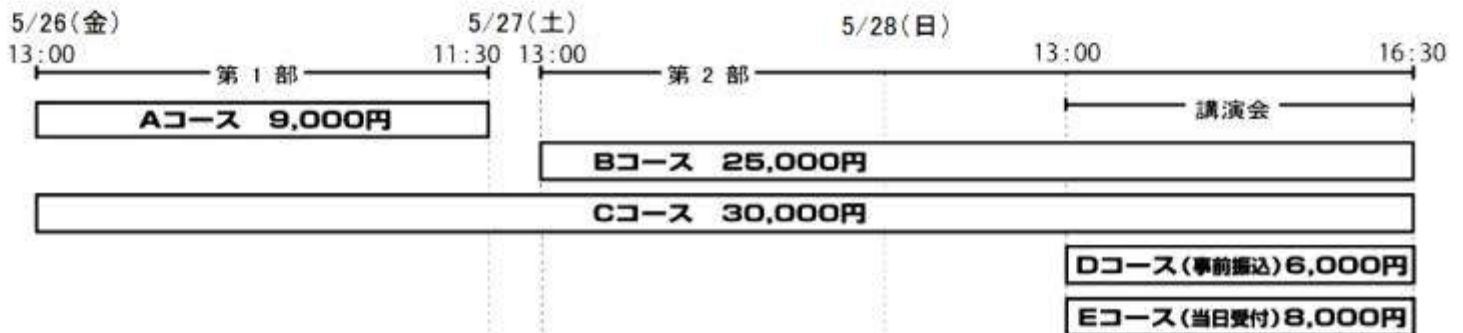 5/26(金) 5/27(土) 5/28(日)
13:00 11:30 13:00 13:00 16:30
第1部 第2部
講演会
Aコース 9,000円
Bコース 25,000円
Cコース 30,000円
Dコース(事前振込)6,000円
Eコース(当日受付)8,000円